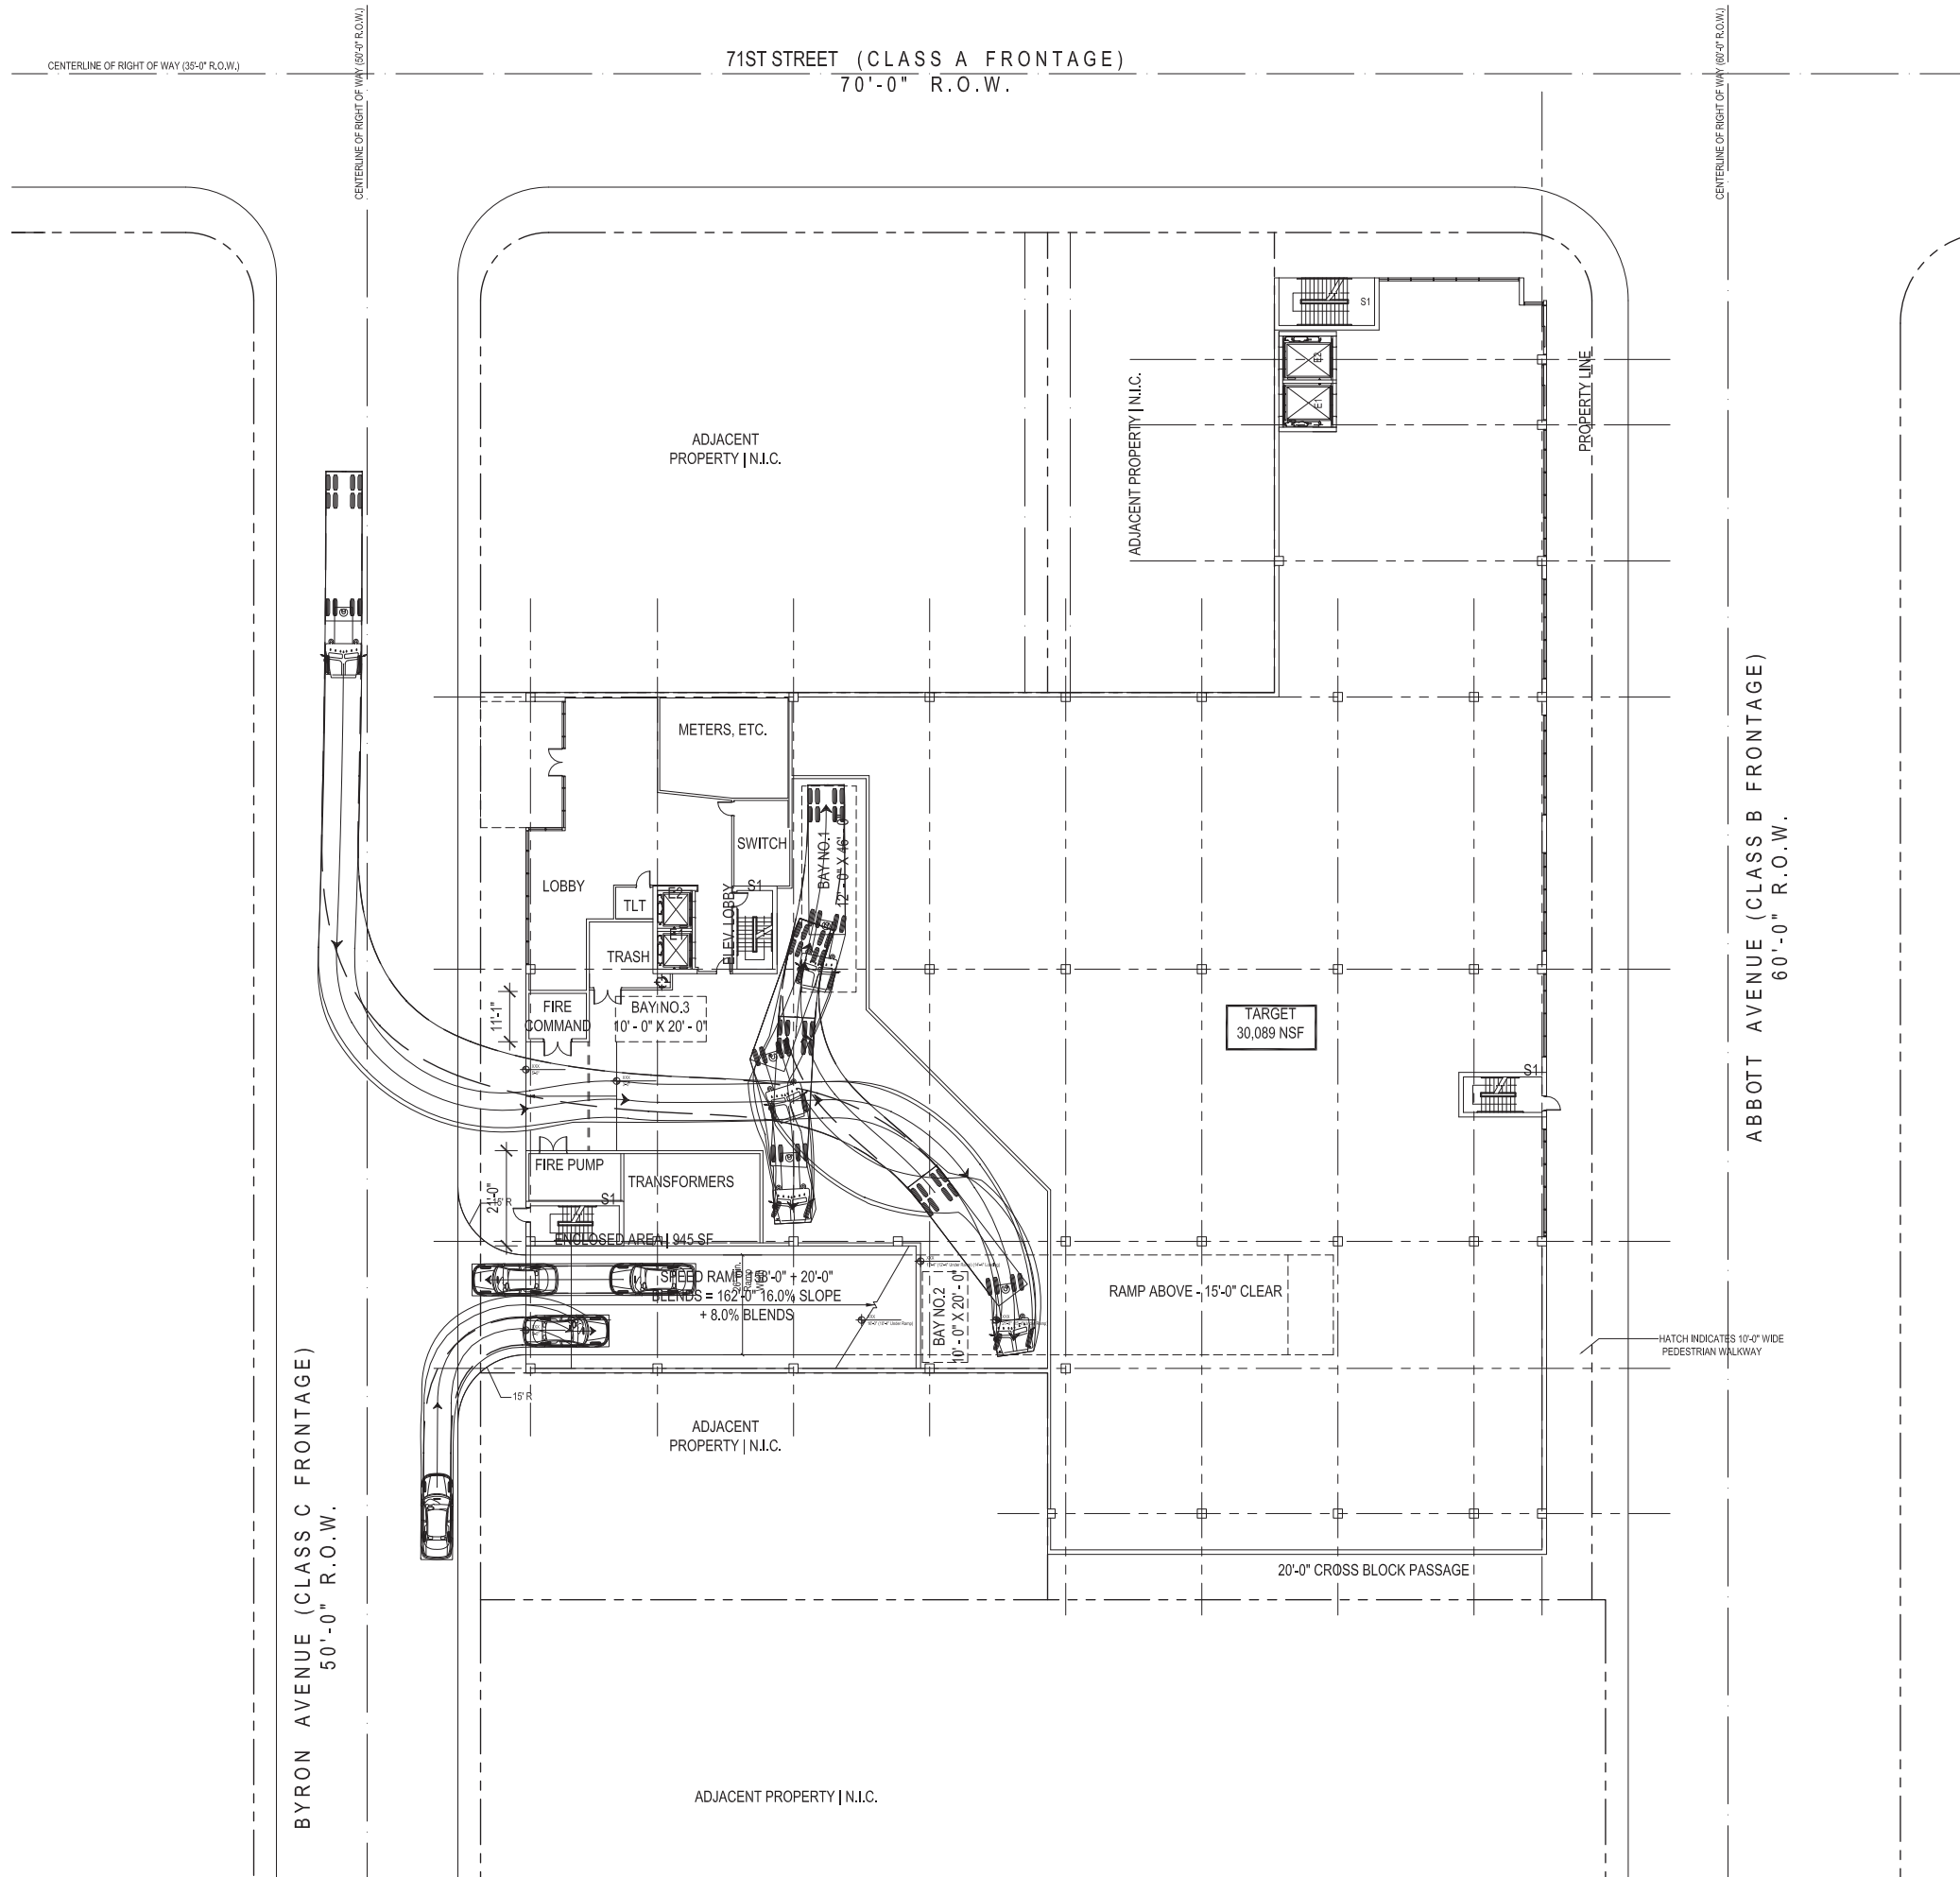 71ST STREET (CLASS A FRONTAGE)
70'-0" R.O.W.
CENTERLINE OF RIGHT OF WAY (35'-0" R.O.W.)
CENTERLINE OF RIGHT OF WAY (50'-0" R.O.W.)
CENTERLINE OF RIGHT OF WAY (60'-0" R.O.W.)
S1
E2
E1
PROPERTY LINE
ADJACENT PROPERTY | N.I.C.
ADJACENT
PROPERTY | N.I.C.
METERS, ETC.
SWITCH
BAY NO.1
12' - 0" X 46' - 0"
LOBBY
TLT
E2
E1
ELEV. LOBBY
S1
TRASH
FIRE
COMMAND
11'-1"
BAY NO.3
10' - 0" X 20' - 0"
TARGET
30,089 NSF
S1
ABBOTT AVENUE (CLASS B FRONTAGE)
60'-0" R.O.W.
FIRE PUMP
TRANSFORMERS
21'-0"
S1
ENCLOSED AREA | 945 SF
SPEED RAMP
+ 20'-0"
BLENDS = 162'-0" 16.0% SLOPE
+ 8.0% BLENDS
BAY NO.2
10' - 0" X 20' - 0"
RAMP ABOVE - 15'-0" CLEAR
HATCH INDICATES 10'-0" WIDE
PEDESTRIAN WALKWAY
15' R
ADJACENT
PROPERTY | N.I.C.
20'-0" CROSS BLOCK PASSAGE
BYRON AVENUE (CLASS C FRONTAGE)
50'-0" R.O.W.
ADJACENT PROPERTY | N.I.C.